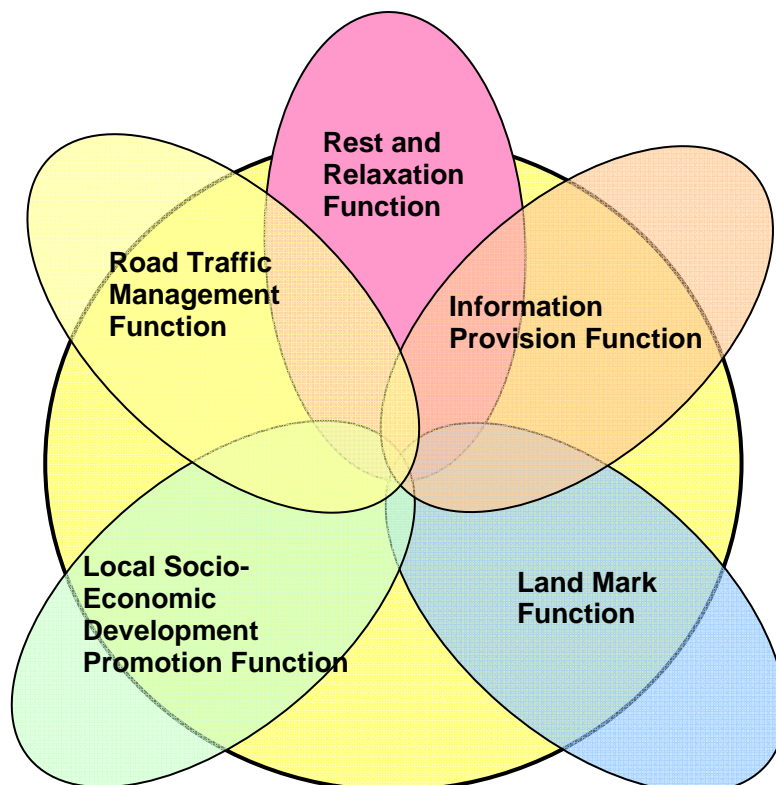 Rest and
Relaxation
Function
Road Traffic
Management
Function
Information
Provision Function
Local Socio-
Economic
Development
Promotion Function
Land Mark
Function